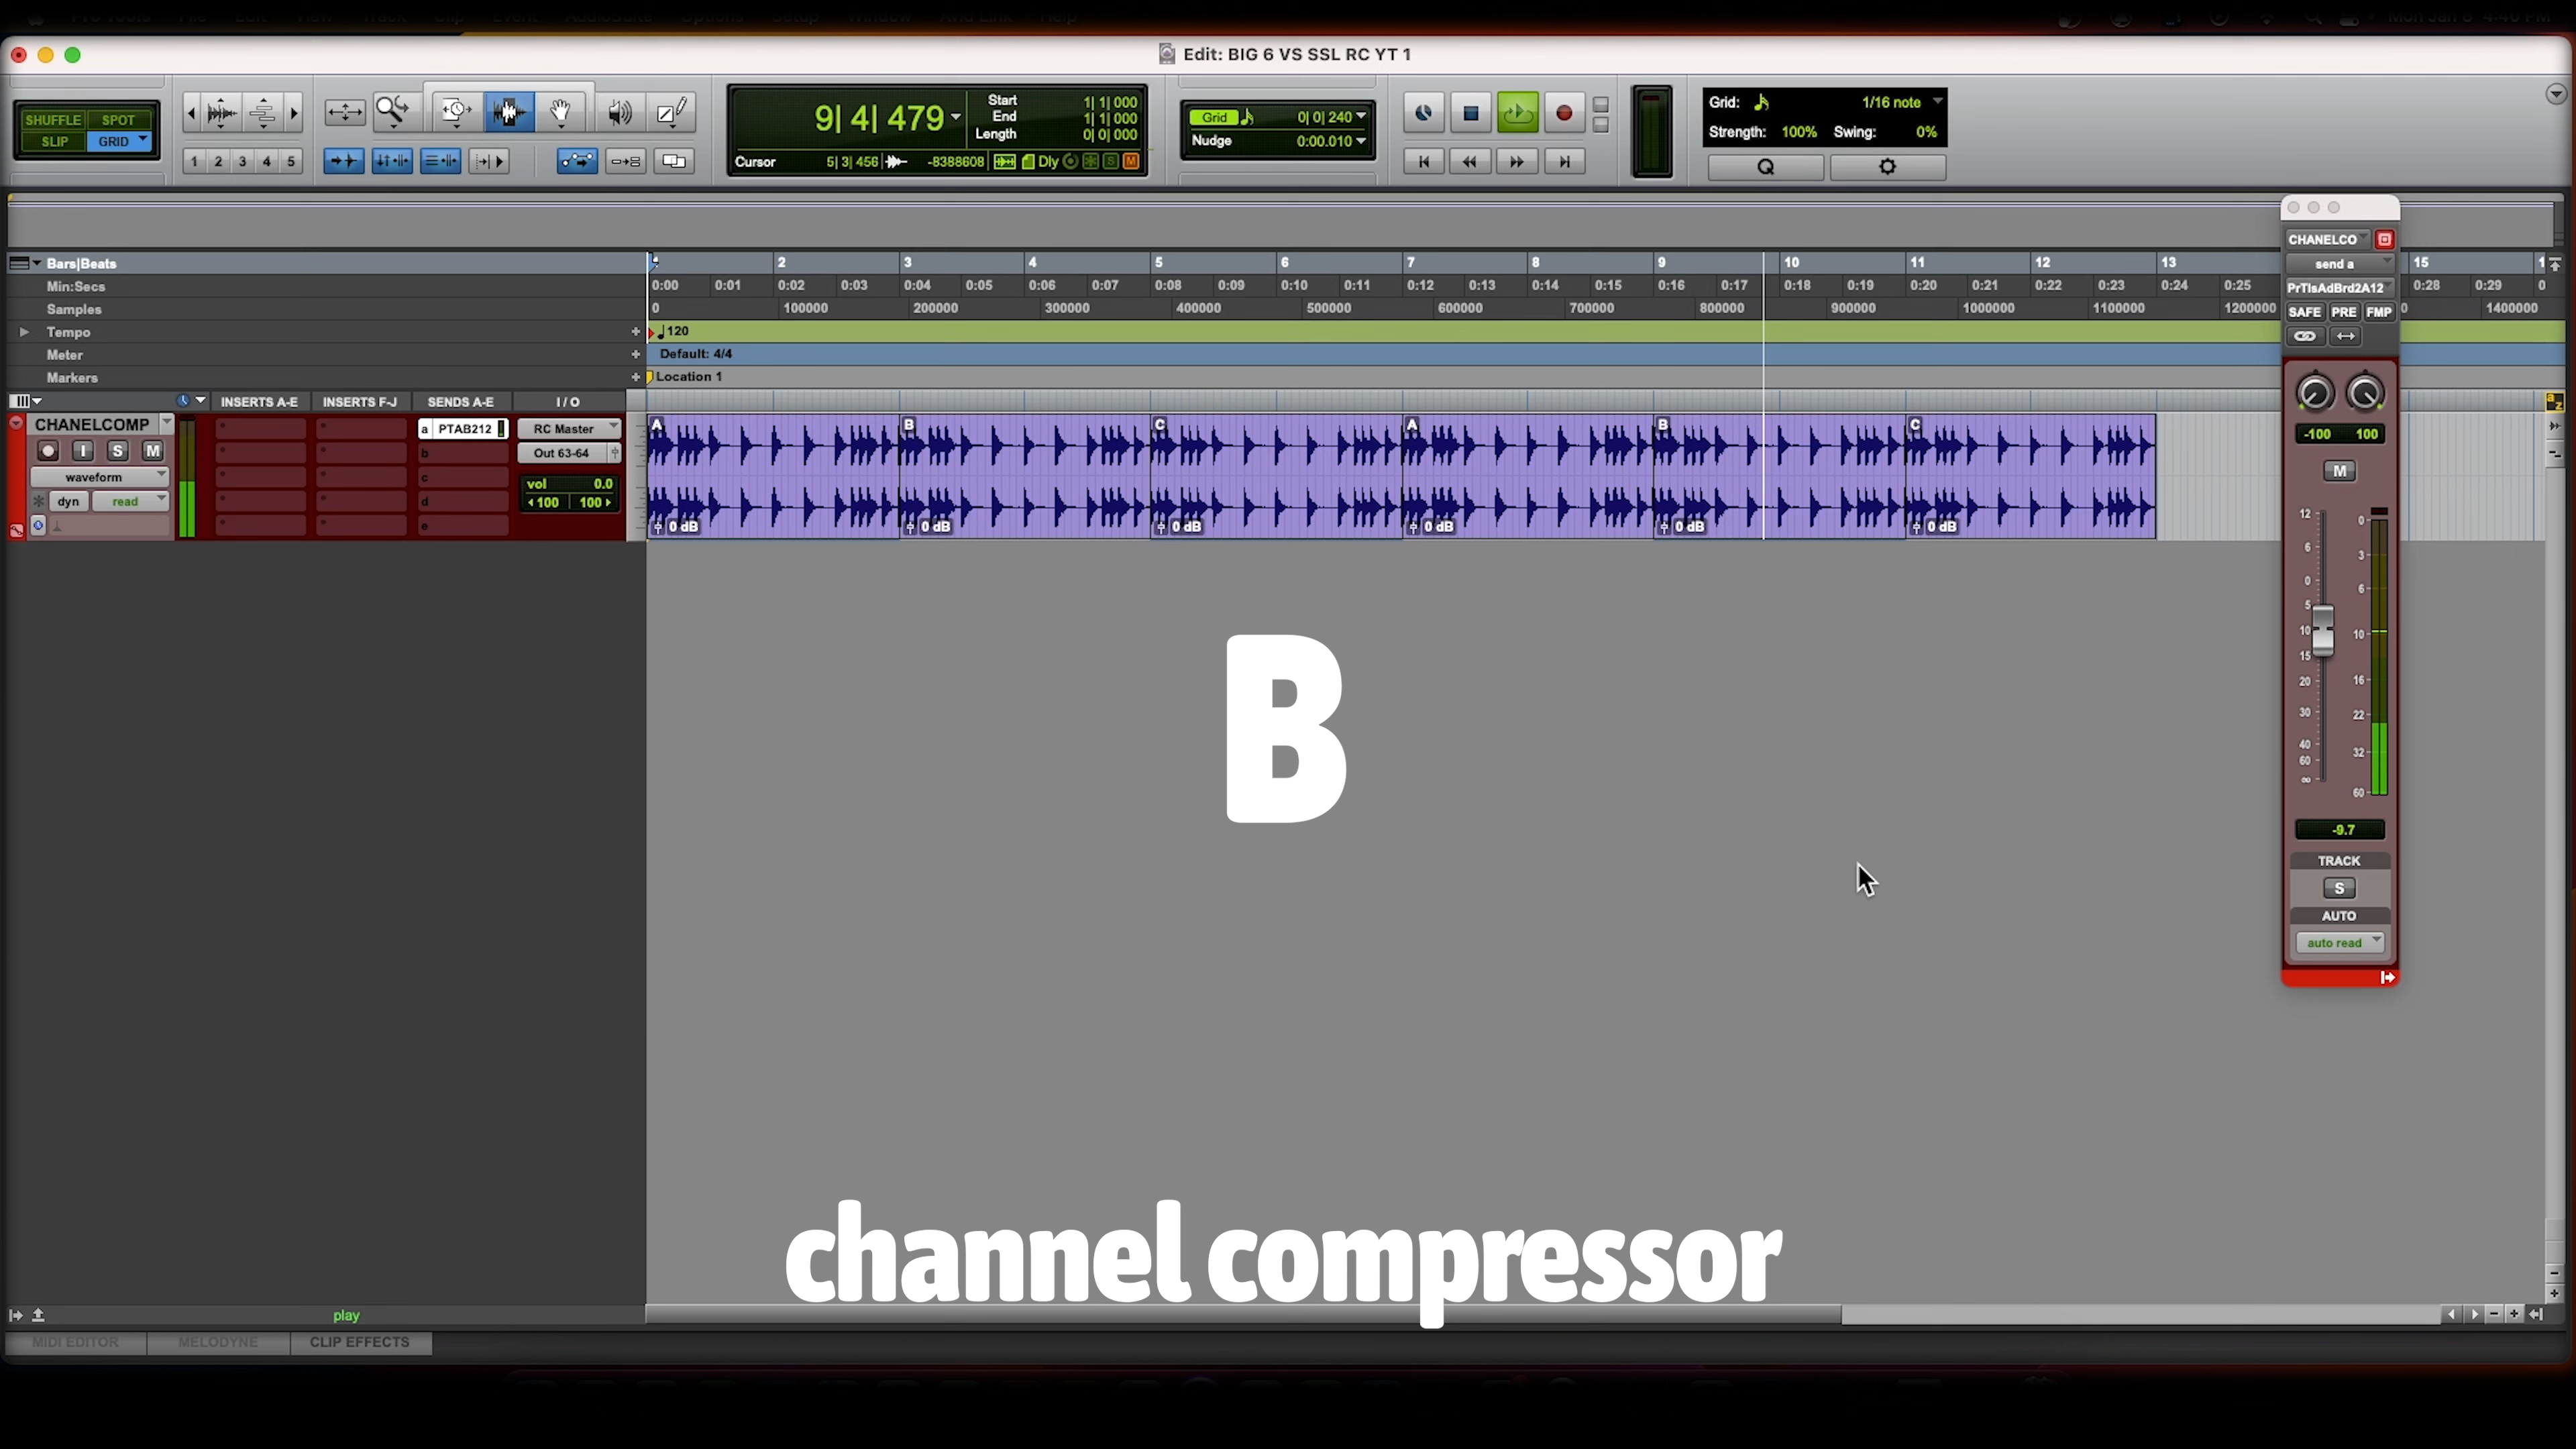 Edit: BIG 6 VS SSL RC YT 1
SHUFFLE SPOT
SLIP GRID
1 2 3 4 5
9| 4| 479
Start 1| 1| 000
End 1| 1| 000
Length 0| 0| 000
Cursor 5| 3| 456 -8388608 Dly S M
Grid 0| 0| 240
Nudge 0:00.010
Grid: 1/16 note
Strength: 100% Swing: 0%
Q
Bars|Beats 2 3 4 5 6 7 8 9 10 11 12 13 15
Min:Secs 0:00 0:01 0:02 0:03 0:04 0:05 0:06 0:07 0:08 0:09 0:10 0:11 0:12 0:13 0:14 0:15 0:16 0:17 0:18 0:19 0:20 0:21 0:22 0:23 0:24 0:25 0:28 0:29
Samples 0 100000 200000 300000 400000 500000 600000 700000 800000 900000 1000000 1100000 1200000 1400000
Tempo 120
Meter Default: 4/4
Markers Location 1
INSERTS A-E INSERTS F-J SENDS A-E I / O
CHANELCOMP a PTAB212 RC Master
I S M b Out 63-64
waveform c vol 0.0
dyn read d 100 100
e
A B C A B C
0 dB 0 dB 0 dB 0 dB 0 dB 0 dB
CHANELCO
send a
PrTlsAdBrd2A12
SAFE PRE FMP
-100 100
M
12 0
6 3
0 6
5
10 10
15
20 16
30 22
40 32
60
∞ 60
-9.7
TRACK
S
AUTO
auto read
B
channel compressor
play
MIDI EDITOR MELODYNE CLIP EFFECTS